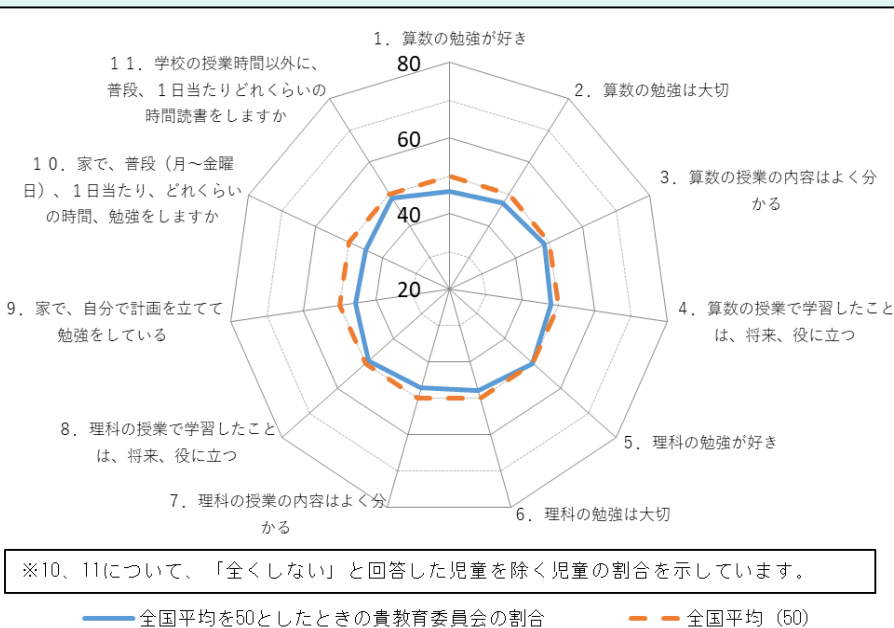 1．算数の勉強が好き
80
60
40
20
2．算数の勉強は大切
3．算数の授業の内容はよく分
かる
4．算数の授業で学習したこと
は、将来、役に立つ
5．理科の勉強が好き
6．理科の勉強は大切
7．理科の授業の内容はよく分
かる
8．理科の授業で学習したこと
は、将来、役に立つ
9．家で、自分で計画を立てて
勉強をしている
１０．家で、普段（月～金曜
日）、１日当たり、どれくらい
の時間、勉強をしますか
１１．学校の授業時間以外に、
普段、１日当たりどれくらいの
時間読書をしますか
※10、11について、「全くしない」と回答した児童を除く児童の割合を示しています。
全国平均を50としたときの貴教育委員会の割合
全国平均（50）